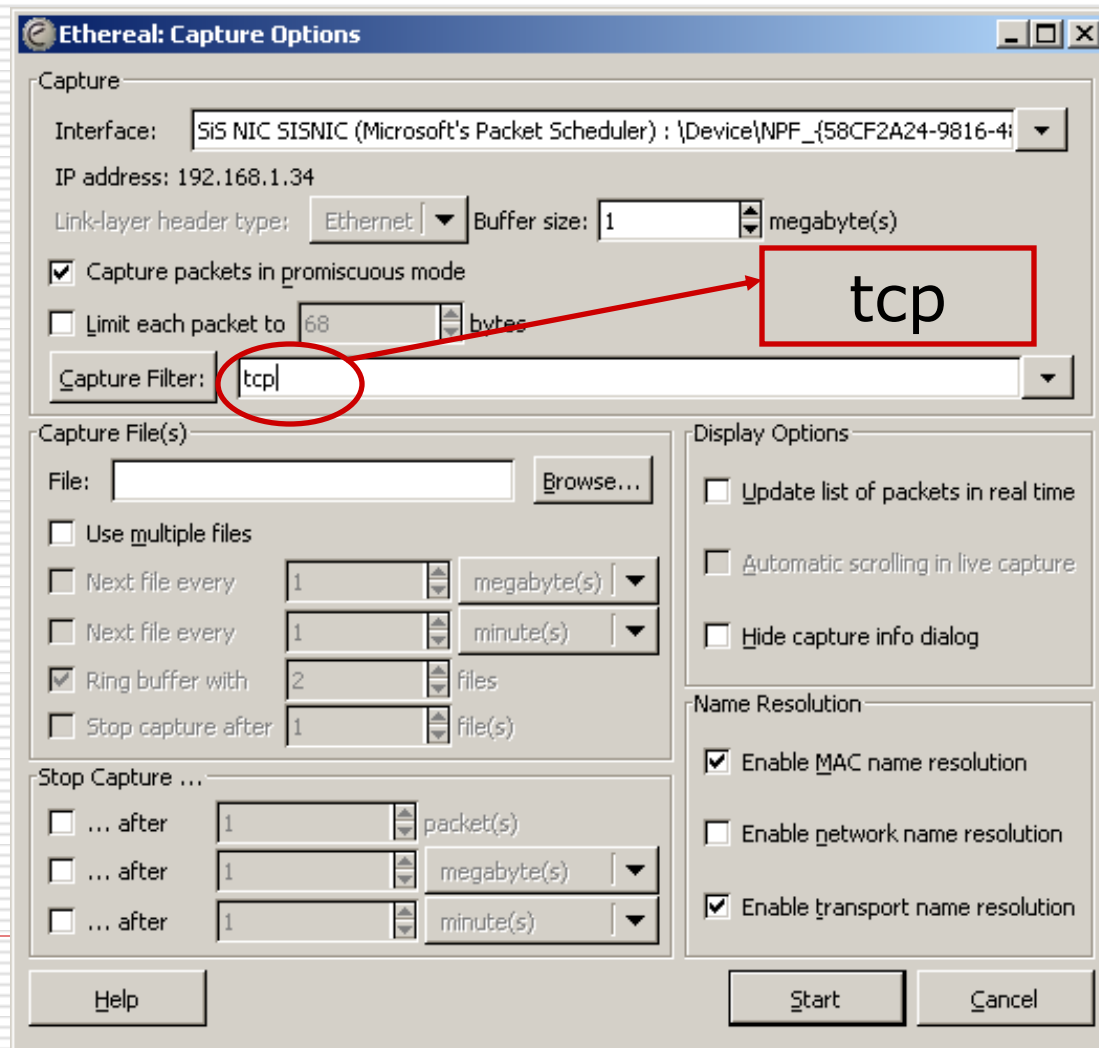 Ethereal: Capture Options
Capture
Interface: SiS NIC SISNIC (Microsoft's Packet Scheduler) : \Device\NPF_{58CF2A24-9816-4
IP address: 192.168.1.34
Link-layer header type: Ethernet Buffer size: 1 megabyte(s)
Capture packets in promiscuous mode
tcp
Limit each packet to 68 bytes
Capture Filter: tcp
Capture File(s)
File: Browse...
Use multiple files
Next file every 1 megabyte(s)
Next file every 1 minute(s)
Ring buffer with 2 files
Stop capture after 1 file(s)
Stop Capture ...
... after 1 packet(s)
... after 1 megabyte(s)
... after 1 minute(s)
Display Options
Update list of packets in real time
Automatic scrolling in live capture
Hide capture info dialog
Name Resolution
Enable MAC name resolution
Enable network name resolution
Enable transport name resolution
Help Start Cancel